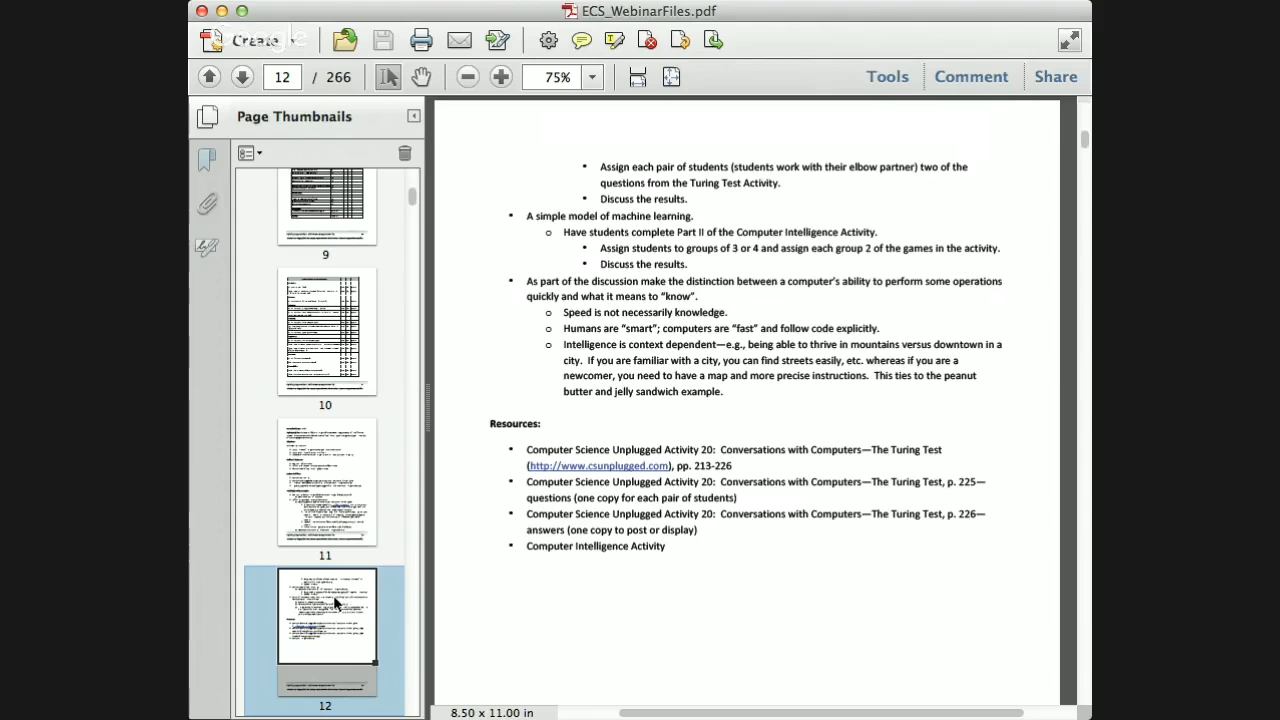 ECS_WebinarFiles.pdf
Google
Create
12 / 266
75%
Tools
Comment
Share
Page Thumbnails
9
10
11
12
• Assign each pair of students (students work with their elbow partner) two of the
questions from the Turing Test Activity.
• Discuss the results.
• A simple model of machine learning.
o Have students complete Part II of the Computer Intelligence Activity.
• Assign students to groups of 3 or 4 and assign each group 2 of the games in the activity.
• Discuss the results.
• As part of the discussion make the distinction between a computer's ability to perform some operations
quickly and what it means to “know”.
o Speed is not necessarily knowledge.
o Humans are “smart”; computers are “fast” and follow code explicitly.
o Intelligence is context dependent—e.g., being able to thrive in mountains versus downtown in a
city. If you are familiar with a city, you can find streets easily, etc. whereas if you are a
newcomer, you need to have a map and more precise instructions. This ties to the peanut
butter and jelly sandwich example.
Resources:
• Computer Science Unplugged Activity 20: Conversations with Computers—The Turing Test
(http://www.csunplugged.com), pp. 213-226
• Computer Science Unplugged Activity 20: Conversations with Computers—The Turing Test, p. 225—
questions (one copy for each pair of students)
• Computer Science Unplugged Activity 20: Conversations with Computers—The Turing Test, p. 226—
answers (one copy to post or display)
• Computer Intelligence Activity
8.50 x 11.00 in